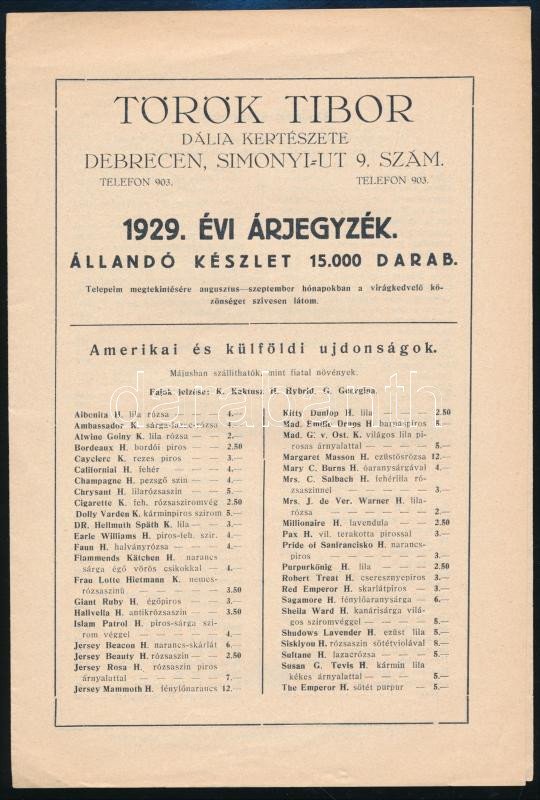 TÖRÖK TIBOR
DÁLIA KERTÉSZETE
DEBRECEN, SIMONYI-UT 9. SZÁM.
TELEFON 903. TELEFON 903.
1929. ÉVI ÁRJEGYZÉK.
ÁLLANDÓ KÉSZLET 15.000 DARAB.
Telepeim megtekintésére augusztus—szeptember hónapokban a virágkedvelő kö-
zönséget szivesen látom.
Amerikai és külföldi ujdonságok.
Májusban szállithatók, mint fiatal növények.
Fajok jelzése: K. Kaktusz H. Hybrid. G. Georgina.
Aibonita H. lila rózsa — — — 4.—
Ambassador K. sárga-lazacrózsa 4.—
Atwine Goiny K. lila rózsa — — 2.—
Bordeaux H. bordói piros — — 2.50
Cayclerc K. rezes piros — — — 3.—
Californial H. fehér — — — 4.—
Champagne H. pezsgő szin — — 4.—
Chrysant H. lilarózsaszin — — 5.—
Cigarette K. feh. rózsasziromvég 2.50
Dolly Varden K. kárminpiros szirom 5.—
DR. Hellmuth Späth K. lila — — 3.—
Earle Williams H. piros-feh. szir. 4.—
Faun H. halványrózsa — — — 4.—
Flammends Kätchen H. narancs
sárga égő vörös csikokkal — — 4.—
Frau Lotte Hietmann K. nemes-
rózsaszinü — — — — — 3.50
Giant Ruby H. égőpiros — — — 3.—
Hallvella H. antikrózsaszin — — 3.50
Islam Patrol H. piros-sárga szi-
rom véggel — — — — — 4.—
Jersey Beacon H. narancs-skárlát 6.—
Jersey Beauty H. rózsaszin — — 2.50
Jersey Rosa H. rózsaszin piros
árnyalattal — — — — — 7.—
Jersey Mammoth H. fénylőnarancs 12.—
Kitty Dunlop H. lila — — — 2.50
Mad. Emilie Draps H. barnapiros 4.—
Mad. G. v. Ost. K. világos lila pi-
rosas árnyalattal — — — — 5.—
Margaret Masson H. ezüstösrózsa 12.—
Mary C. Burns H. óaranysárgával 4.—
Mrs. C. Salbach H. fehérlila ró-
zsaszinnel — — — — — 3.—
Mrs. J. de Ver. Warner H. lila-
rózsa — — — — — — 2.—
Millionaire H. lavendula — — 2.50
Pax H. vil. terakotta pirossal — 3.—
Pride of Sanfrancisko H. narancs-
piros — — — — — — 3.—
Purpurkönig H. lila — — — 2.50
Robert Treat H. cseresznyepiros 3.—
Red Emperor H. skarlátpiros — 3.—
Sagamore H. fénylőaranysárga — 6.—
Sheila Ward H. kanárisárga vilá-
gos sziromvéggel — — — — 5.—
Shudows Lavender H. ezüst lila 5.—
Siskiyou H. rózsaszin sötétviolával 8.—
Sultane H. lazacrózsa — — — 2.—
Susan G. Tevis H. kármin lila
kékes árnyalattal — — — — 5.—
The Emperor H. sötét purpur — 5.—
darabanth